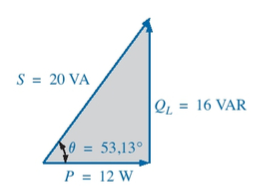 S = 20 VA
Q_L = 16 VAR
θ = 53,13°
P = 12 W